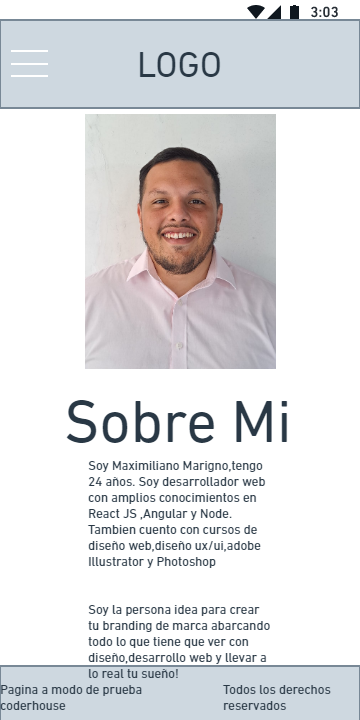 3:03
LOGO
Sobre Mi
Soy Maximiliano Marigno,tengo
24 años. Soy desarrollador web
con amplios conocimientos en
React JS ,Angular y Node.
Tambien cuento con cursos de
diseño web,diseño ux/ui,adobe
Illustrator y Photoshop
Soy la persona idea para crear
tu branding de marca abarcando
todo lo que tiene que ver con
diseño,desarrollo web y llevar a
lo real tu sueño!
Pagina a modo de prueba
coderhouse
Todos los derechos
reservados